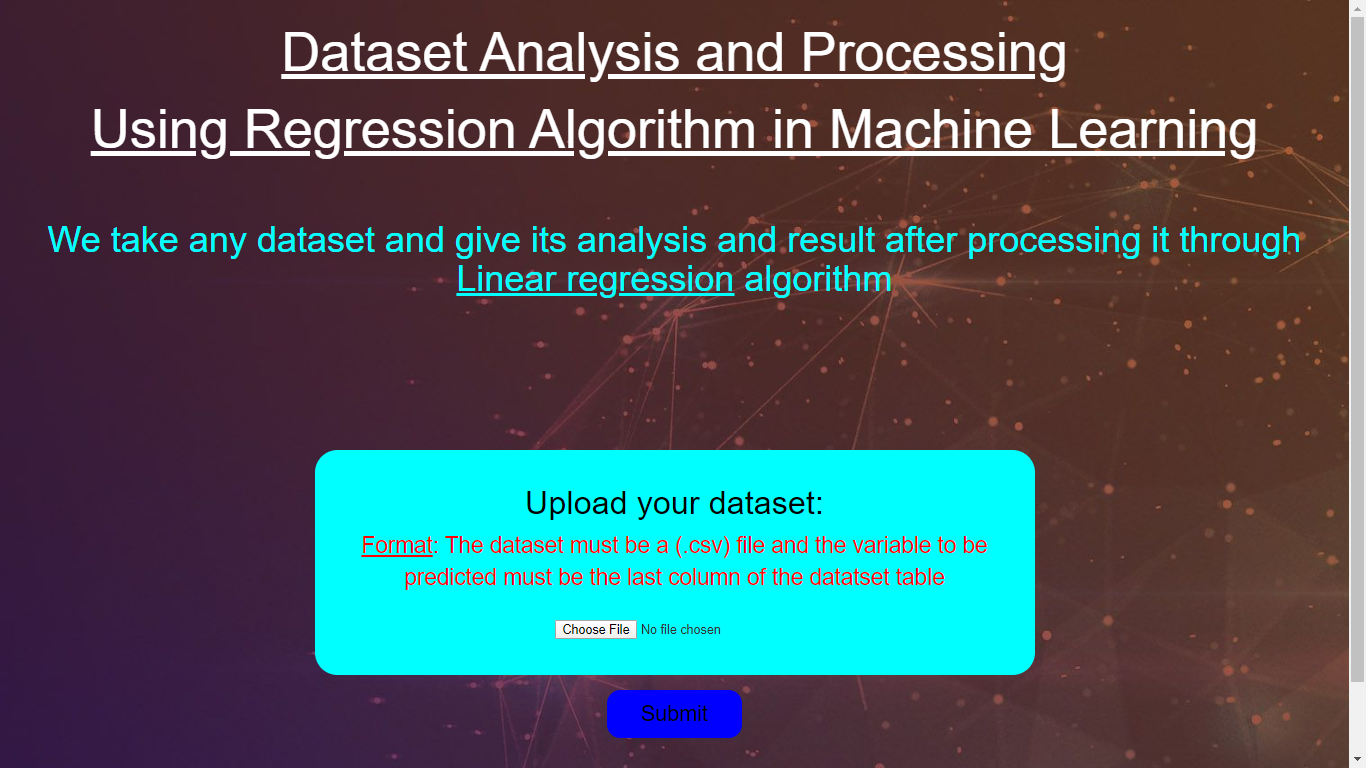 Dataset Analysis and Processing
Using Regression Algorithm in Machine Learning
We take any dataset and give its analysis and result after processing it through
Linear regression algorithm
Upload your dataset:
Format: The dataset must be a (.csv) file and the variable to be
predicted must be the last column of the datatset table
Choose File No file chosen
Submit